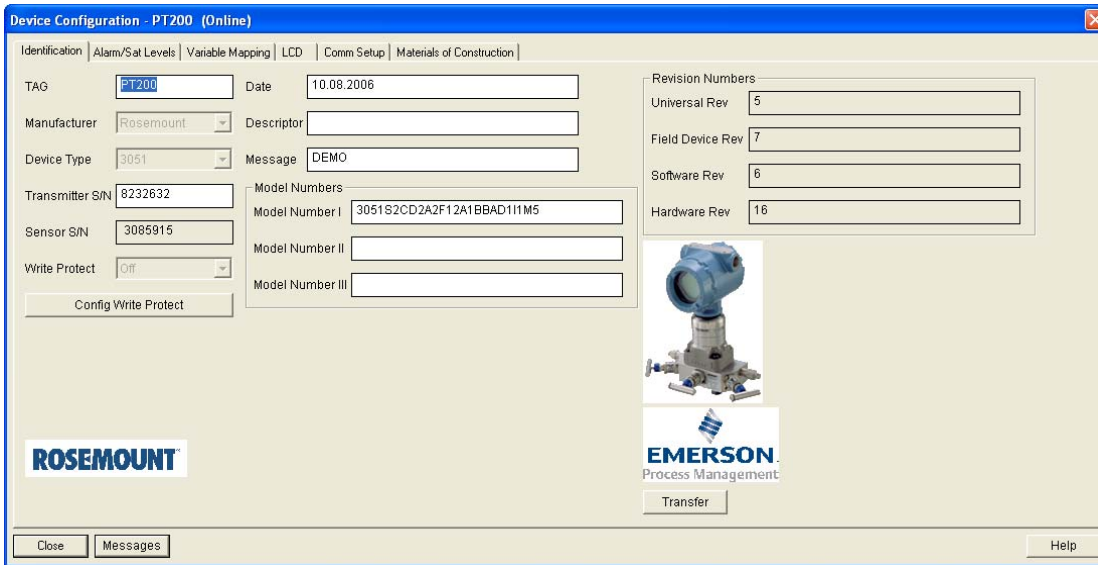 Device Configuration - PT200 (Online)
Identification
Alarm/Sat Levels
Variable Mapping
LCD
Comm Setup
Materials of Construction
TAG PT200
Manufacturer Rosemount
Device Type 3051
Transmitter S/N 8232632
Sensor S/N 3085915
Write Protect Off
Config Write Protect
Date 10.08.2006
Descriptor
Message DEMO
Model Numbers
Model Number I 3051S2CD2A2F12A1BBAD1I1M5
Model Number II
Model Number III
Revision Numbers
Universal Rev 5
Field Device Rev 7
Software Rev 6
Hardware Rev 16
ROSEMOUNT
EMERSON
Process Management
Transfer
Close
Messages
Help